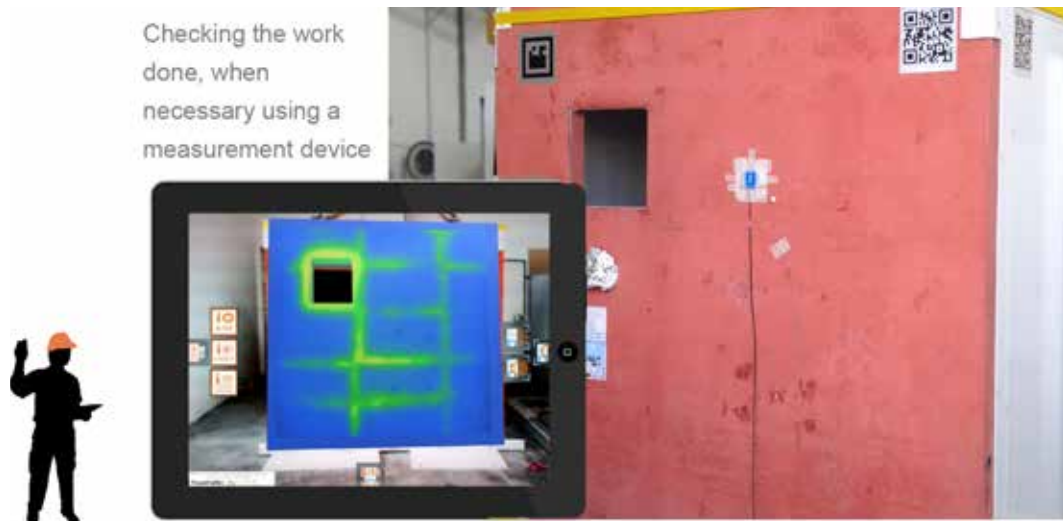 Checking the work
done, when
necessary using a
measurement device